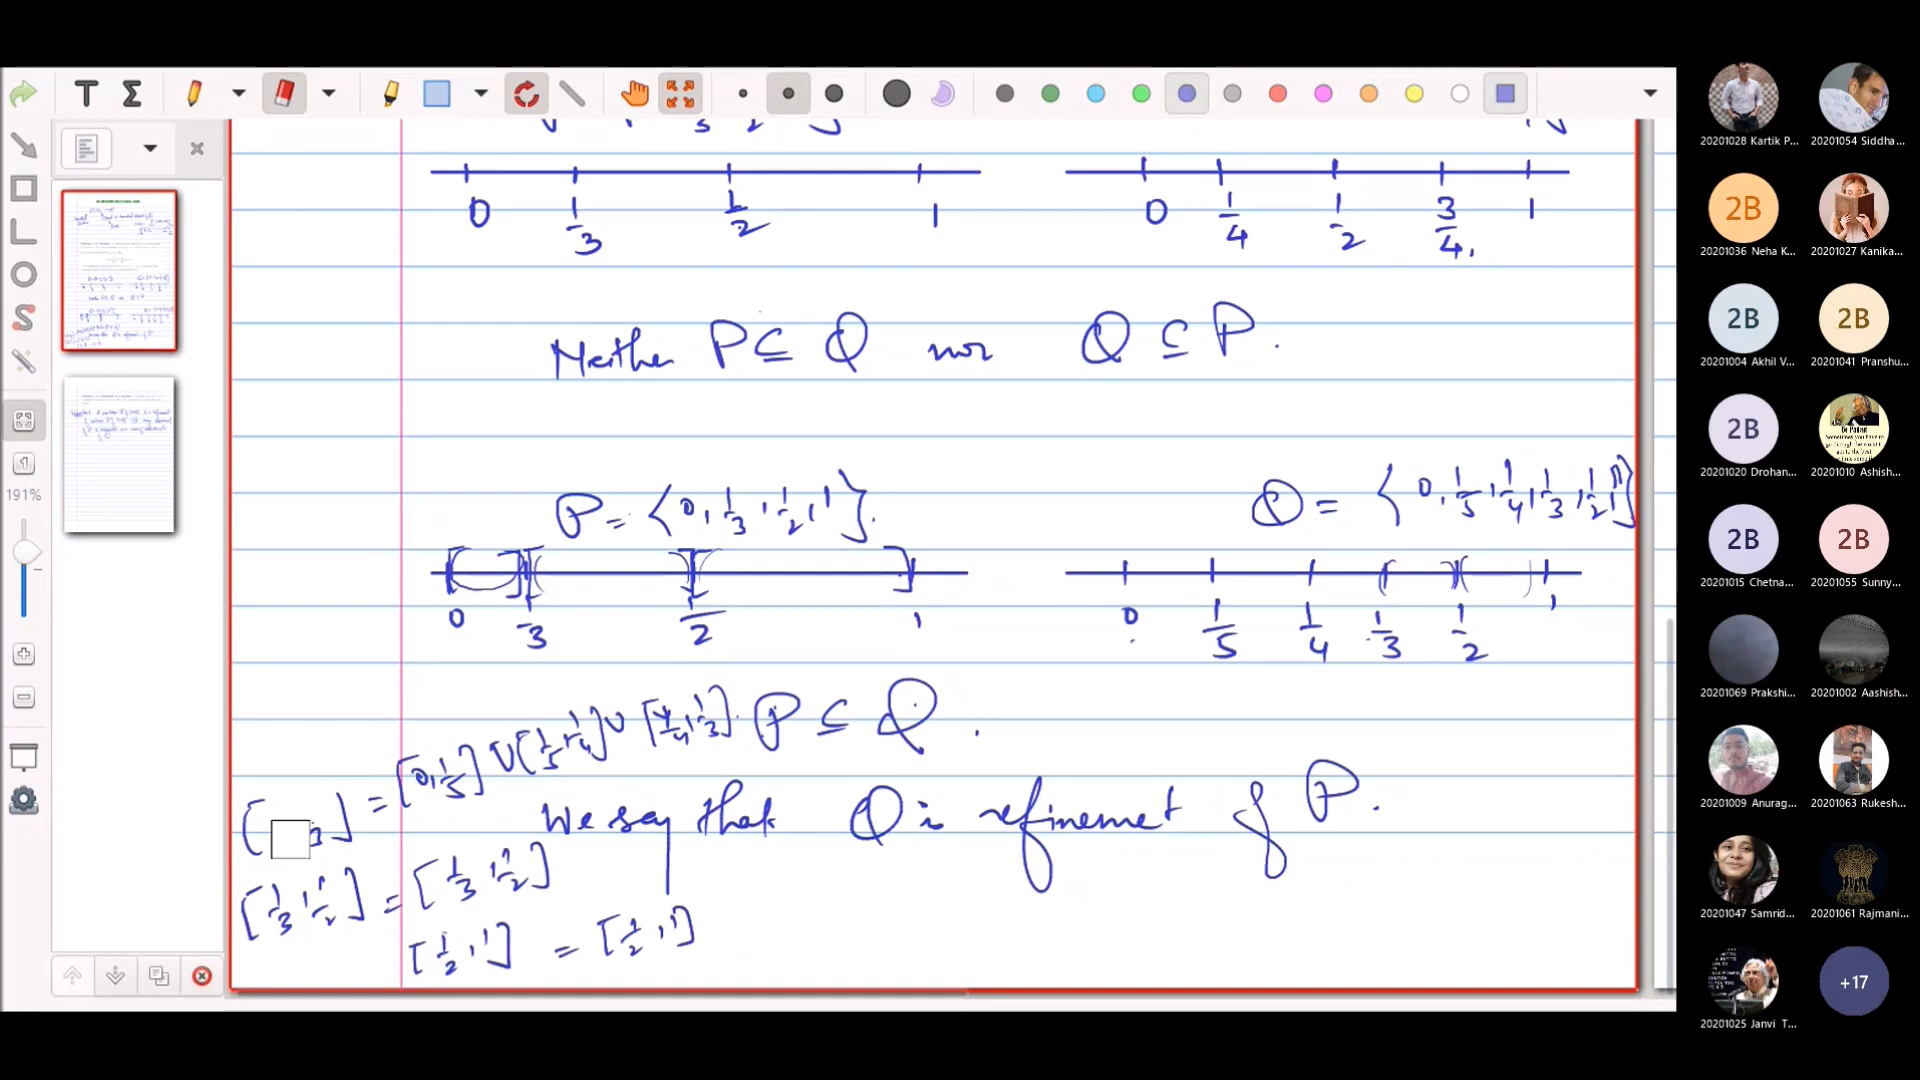 0 1/3 1/2 1
0 1/4 1/2 3/4 1
Neither P ⊆ Q nor Q ⊆ P.
P = {0, 1/3, 1/2, 1}.
Q = {0, 1/5, 1/4, 1/3, 1/2, 1}
0 1/3 1/2 1
0 1/5 1/4 1/3 1/2 1
P ⊆ Q.
= [0, 1/5] ∪ [1/5, 1/4] ∪ [1/4, 1/3].
We say that Q is refinemet of P.
[1/3, 1/2] = [1/3, 1/2]
[1/2, 1] = [1/2, 1]
191%
20201028 Kartik P...
20201054 Siddha...
2B
20201036 Neha K...
20201027 Kanika...
2B
20201004 Akhil V...
2B
20201041 Pranshu...
2B
20201020 Drohan...
20201010 Ashish...
2B
20201015 Chetna...
2B
20201055 Sunny...
20201069 Prakshi...
20201002 Aashish...
20201009 Anurag...
20201063 Rukesh...
20201047 Samrid...
20201061 Rajmani...
20201025 Janvi T...
+17